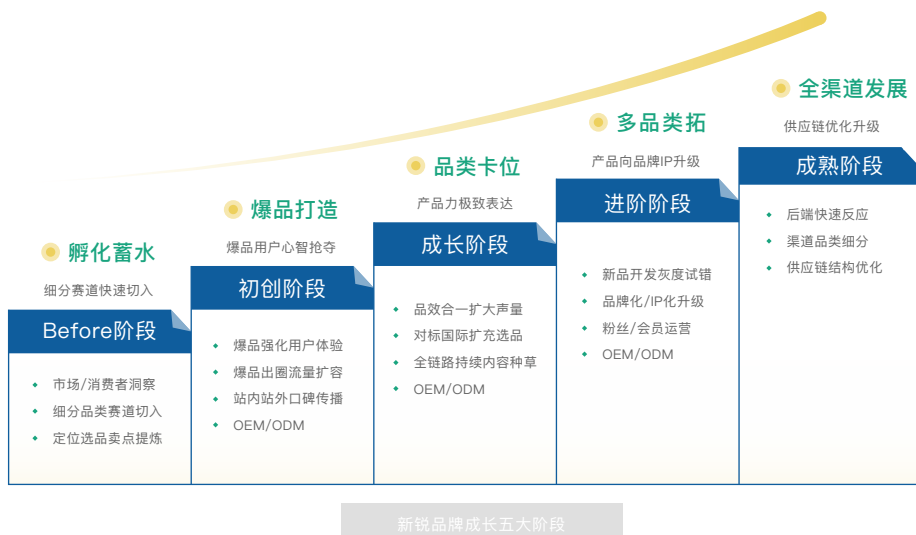 孵化蓄水
细分赛道快速切入
Before阶段
市场/消费者洞察
细分品类赛道切入
定位选品卖点提炼
爆品打造
爆品用户心智抢夺
初创阶段
爆品强化用户体验
爆品出圈流量扩容
站内站外口碑传播
OEM/ODM
品类卡位
产品力极致表达
成长阶段
品效合一扩大声量
对标国际扩充选品
全链路持续内容种草
OEM/ODM
多品类拓
产品向品牌IP升级
进阶阶段
新品开发灰度试错
品牌化/IP化升级
粉丝/会员运营
OEM/ODM
全渠道发展
供应链优化升级
成熟阶段
后端快速反应
渠道品类细分
供应链结构优化
新锐品牌成长五大阶段